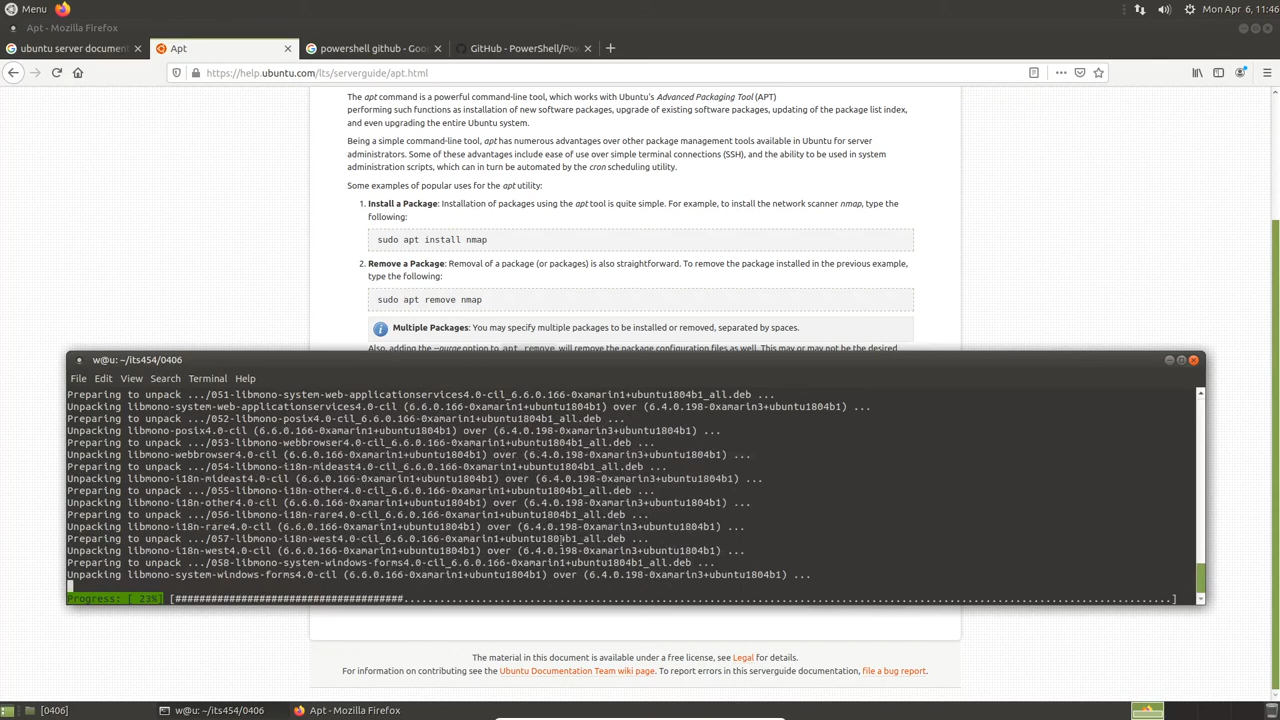 Menu
Mon Apr 6, 11:46
Apt - Mozilla Firefox
ubuntu server document
Apt
powershell github - Goo
GitHub - PowerShell/Pow
https://help.ubuntu.com/lts/serverguide/apt.html
The apt command is a powerful command-line tool, which works with Ubuntu's Advanced Packaging Tool (APT)
performing such functions as installation of new software packages, upgrade of existing software packages, updating of the package list index,
and even upgrading the entire Ubuntu system.
Being a simple command-line tool, apt has numerous advantages over other package management tools available in Ubuntu for server
administrators. Some of these advantages include ease of use over simple terminal connections (SSH), and the ability to be used in system
administration scripts, which can in turn be automated by the cron scheduling utility.
Some examples of popular uses for the apt utility:
1. Install a Package: Installation of packages using the apt tool is quite simple. For example, to install the network scanner nmap, type the
following:
sudo apt install nmap
2. Remove a Package: Removal of a package (or packages) is also straightforward. To remove the package installed in the previous example,
type the following:
sudo apt remove nmap
Multiple Packages: You may specify multiple packages to be installed or removed, separated by spaces.
Also, adding the --purge option to apt remove will remove the package configuration files as well. This may or may not be the desired
w@u: ~/its454/0406
File Edit View Search Terminal Help
Preparing to unpack .../051-libmono-system-web-applicationservices4.0-cil_6.6.0.166-0xamarin1+ubuntu1804b1_all.deb ...
Unpacking libmono-system-web-applicationservices4.0-cil (6.6.0.166-0xamarin1+ubuntu1804b1) over (6.4.0.198-0xamarin3+ubuntu1804b1) ...
Preparing to unpack .../052-libmono-posix4.0-cil_6.6.0.166-0xamarin1+ubuntu1804b1_all.deb ...
Unpacking libmono-posix4.0-cil (6.6.0.166-0xamarin1+ubuntu1804b1) over (6.4.0.198-0xamarin3+ubuntu1804b1) ...
Preparing to unpack .../053-libmono-webbrowser4.0-cil_6.6.0.166-0xamarin1+ubuntu1804b1_all.deb ...
Unpacking libmono-webbrowser4.0-cil (6.6.0.166-0xamarin1+ubuntu1804b1) over (6.4.0.198-0xamarin3+ubuntu1804b1) ...
Preparing to unpack .../054-libmono-i18n-mideast4.0-cil_6.6.0.166-0xamarin1+ubuntu1804b1_all.deb ...
Unpacking libmono-i18n-mideast4.0-cil (6.6.0.166-0xamarin1+ubuntu1804b1) over (6.4.0.198-0xamarin3+ubuntu1804b1) ...
Preparing to unpack .../055-libmono-i18n-other4.0-cil_6.6.0.166-0xamarin1+ubuntu1804b1_all.deb ...
Unpacking libmono-i18n-other4.0-cil (6.6.0.166-0xamarin1+ubuntu1804b1) over (6.4.0.198-0xamarin3+ubuntu1804b1) ...
Preparing to unpack .../056-libmono-i18n-rare4.0-cil_6.6.0.166-0xamarin1+ubuntu1804b1_all.deb ...
Unpacking libmono-i18n-rare4.0-cil (6.6.0.166-0xamarin1+ubuntu1804b1) over (6.4.0.198-0xamarin3+ubuntu1804b1) ...
Preparing to unpack .../057-libmono-i18n-west4.0-cil_6.6.0.166-0xamarin1+ubuntu1804b1_all.deb ...
Unpacking libmono-i18n-west4.0-cil (6.6.0.166-0xamarin1+ubuntu1804b1) over (6.4.0.198-0xamarin3+ubuntu1804b1) ...
Preparing to unpack .../058-libmono-system-windows-forms4.0-cil_6.6.0.166-0xamarin1+ubuntu1804b1_all.deb ...
Unpacking libmono-system-windows-forms4.0-cil (6.6.0.166-0xamarin1+ubuntu1804b1) over (6.4.0.198-0xamarin3+ubuntu1804b1) ...
Progress: [ 23%] [######################################.................................................................................................................................]
The material in this document is available under a free license, see Legal for details.
For information on contributing see the Ubuntu Documentation Team wiki page. To report errors in this serverguide documentation, file a bug report.
[0406]
w@u: ~/its454/0406
Apt - Mozilla Firefox